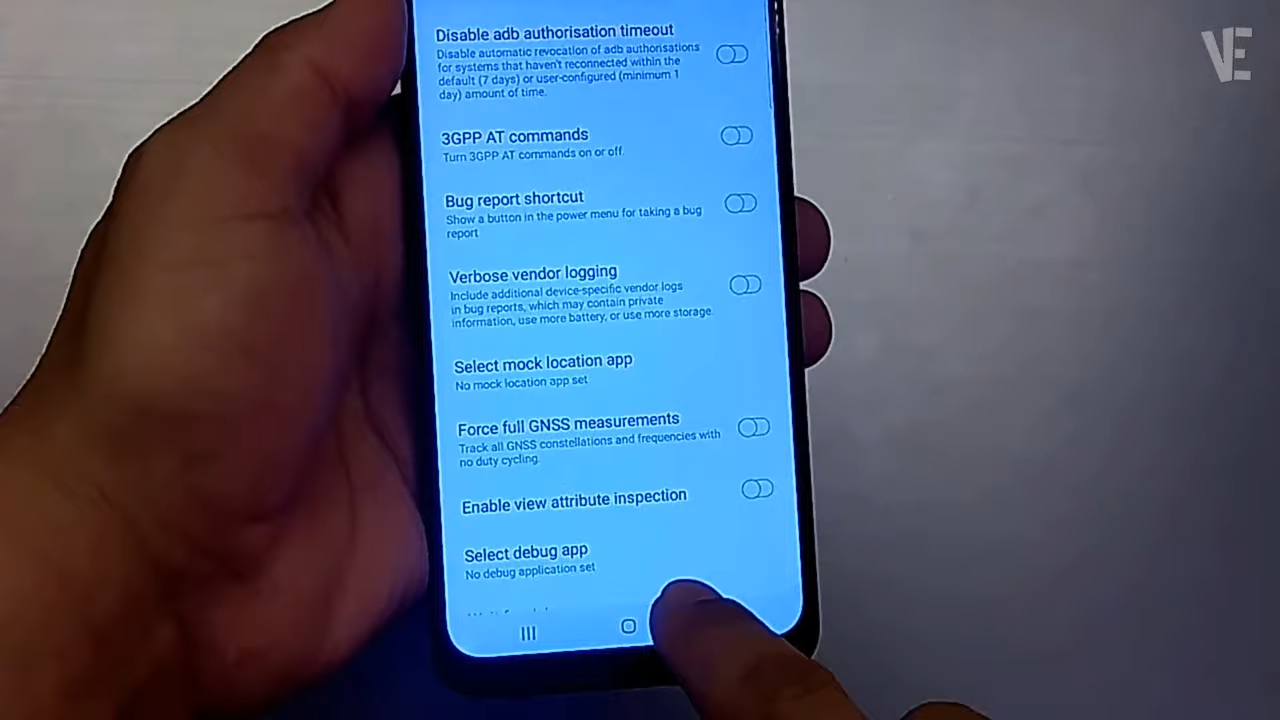 VE
Disable adb authorisation timeout
Disable automatic revocation of adb authorisations
for systems that haven't reconnected within the
default (7 days) or user-configured (minimum 1
day) amount of time.
3GPP AT commands
Turn 3GPP AT commands on or off.
Bug report shortcut
Show a button in the power menu for taking a bug
report
Verbose vendor logging
Include additional device-specific vendor logs
in bug reports, which may contain private
information, use more battery, or use more storage.
Select mock location app
No mock location app set
Force full GNSS measurements
Track all GNSS constellations and frequencies with
no duty cycling.
Enable view attribute inspection
Select debug app
No debug application set